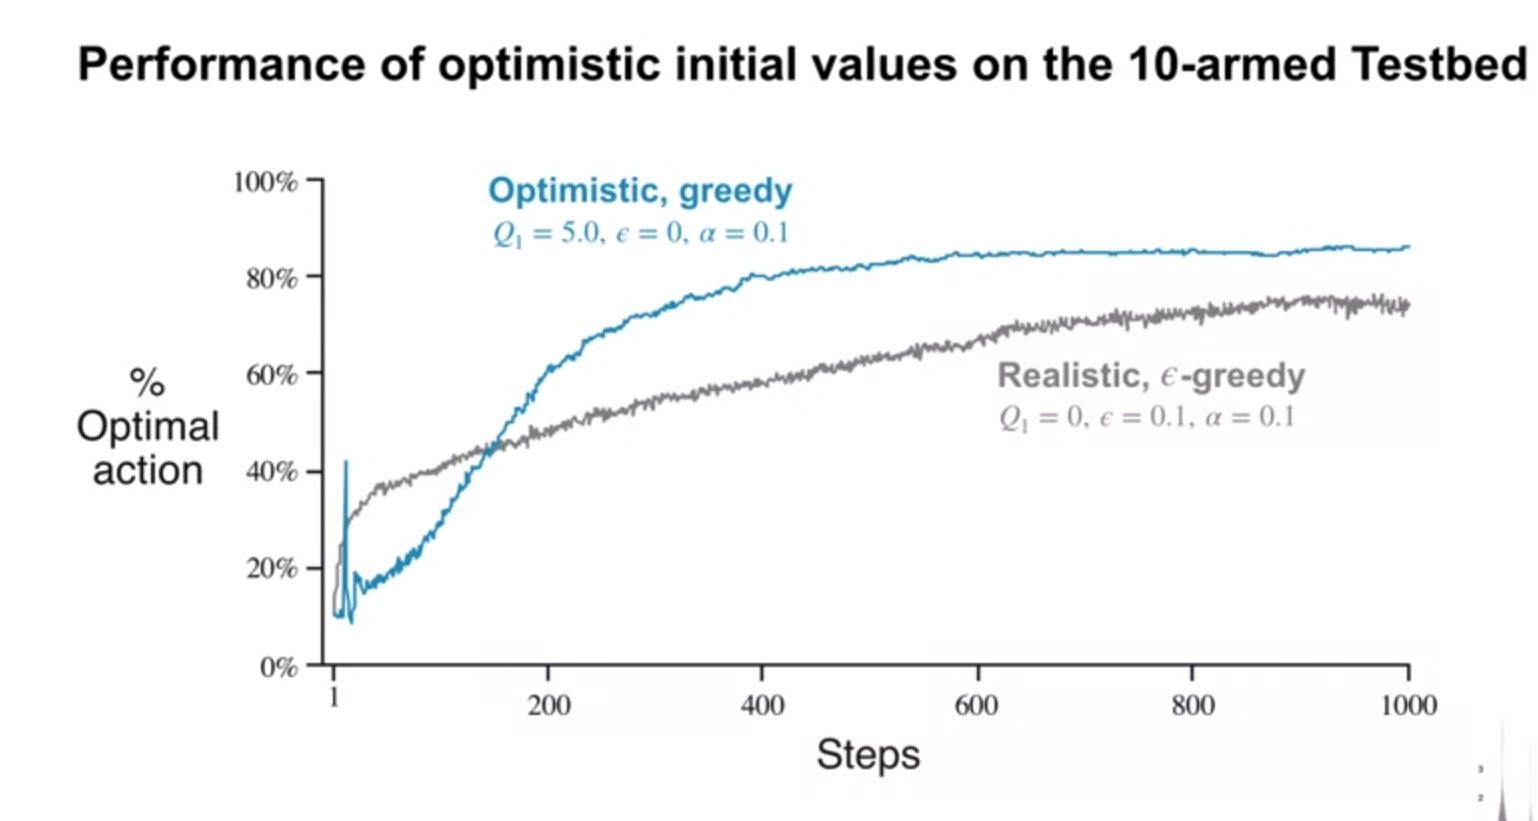 Performance of optimistic initial values on the 10-armed Testbed
100%
80%
60%
40%
20%
0%
%
Optimal
action
Optimistic, greedy
Q₁ = 5.0, ϵ = 0, α = 0.1
Realistic, ϵ-greedy
Q₁ = 0, ϵ = 0.1, α = 0.1
1
200
400
600
800
1000
Steps
3
2